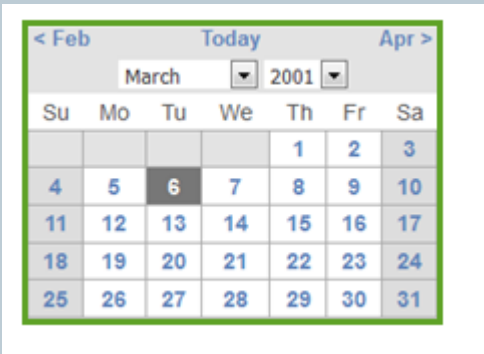 < Feb Today Apr >
March 2001
Su Mo Tu We Th Fr Sa
1 2 3
4 5 6 7 8 9 10
11 12 13 14 15 16 17
18 19 20 21 22 23 24
25 26 27 28 29 30 31